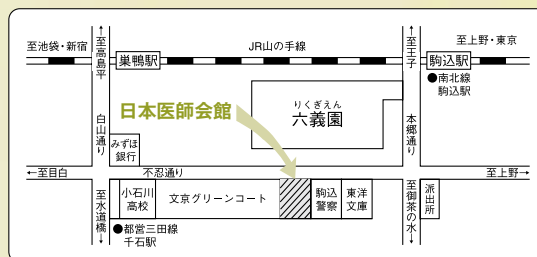 至池袋・新宿
←至高島平
巣鴨駅
JR山の手線
←至王子
駒込駅
至上野・東京
●南北線
駒込駅
日本医師会館
りくぎえん
六義園
白山通り
本郷通り
みずほ
銀行
←至目白
不忍通り
至上野→
至水道橋→
小石川
高校
文京グリーンコート
駒込
警察
東洋
文庫
至御茶の水→
派出所
●都営三田線
千石駅